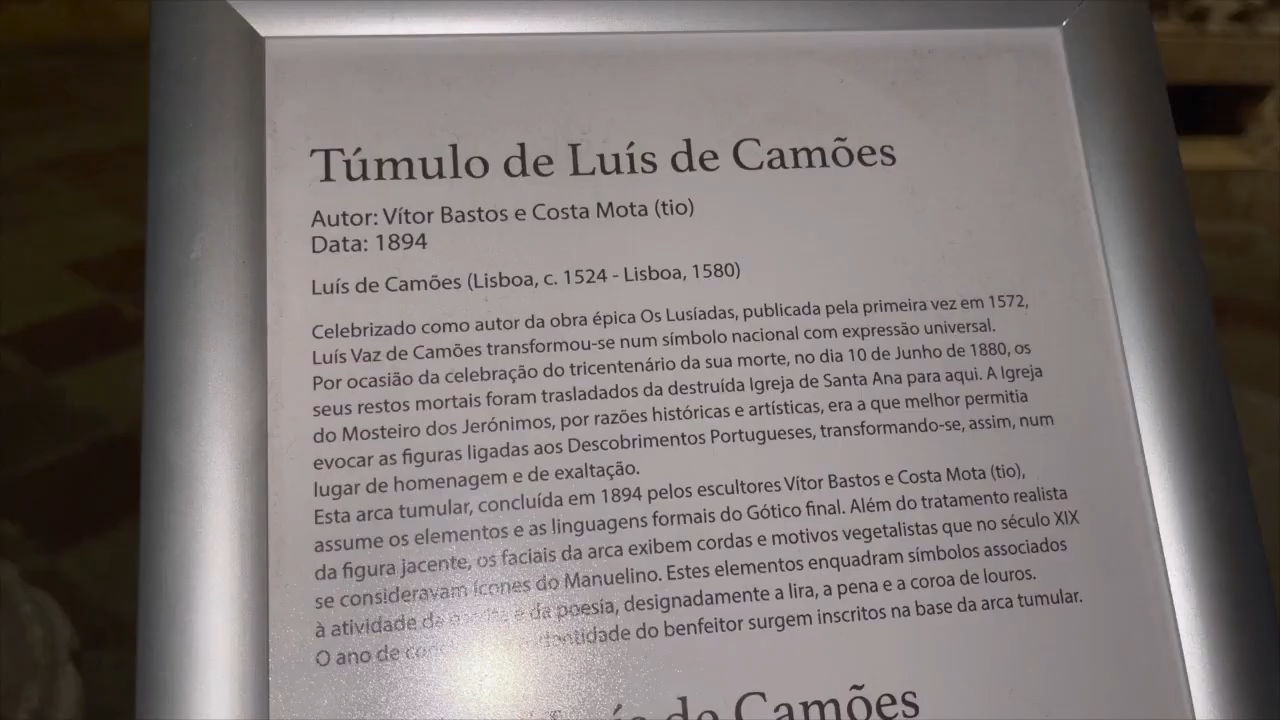 Túmulo de Luís de Camões
Autor: Vítor Bastos e Costa Mota (tio)
Data: 1894
Luís de Camões (Lisboa, c. 1524 - Lisboa, 1580)
Celebrizado como autor da obra épica Os Lusíadas, publicada pela primeira vez em 1572,
Luís Vaz de Camões transformou-se num símbolo nacional com expressão universal.
Por ocasião da celebração do tricentenário da sua morte, no dia 10 de Junho de 1880, os
seus restos mortais foram trasladados da destruída Igreja de Santa Ana para aqui. A Igreja
do Mosteiro dos Jerónimos, por razões históricas e artísticas, era a que melhor permitia
evocar as figuras ligadas aos Descobrimentos Portugueses, transformando-se, assim, num
lugar de homenagem e de exaltação.
Esta arca tumular, concluída em 1894 pelos escultores Vítor Bastos e Costa Mota (tio),
assume os elementos e as linguagens formais do Gótico final. Além do tratamento realista
da figura jacente, os faciais da arca exibem cordas e motivos vegetalistas que no século XIX
se consideravam ícones do Manuelino. Estes elementos enquadram símbolos associados
à atividade da e da poesia, designadamente a lira, a pena e a coroa de louros.
O ano de identidade do benfeitor surgem inscritos na base da arca tumular.
de Camões